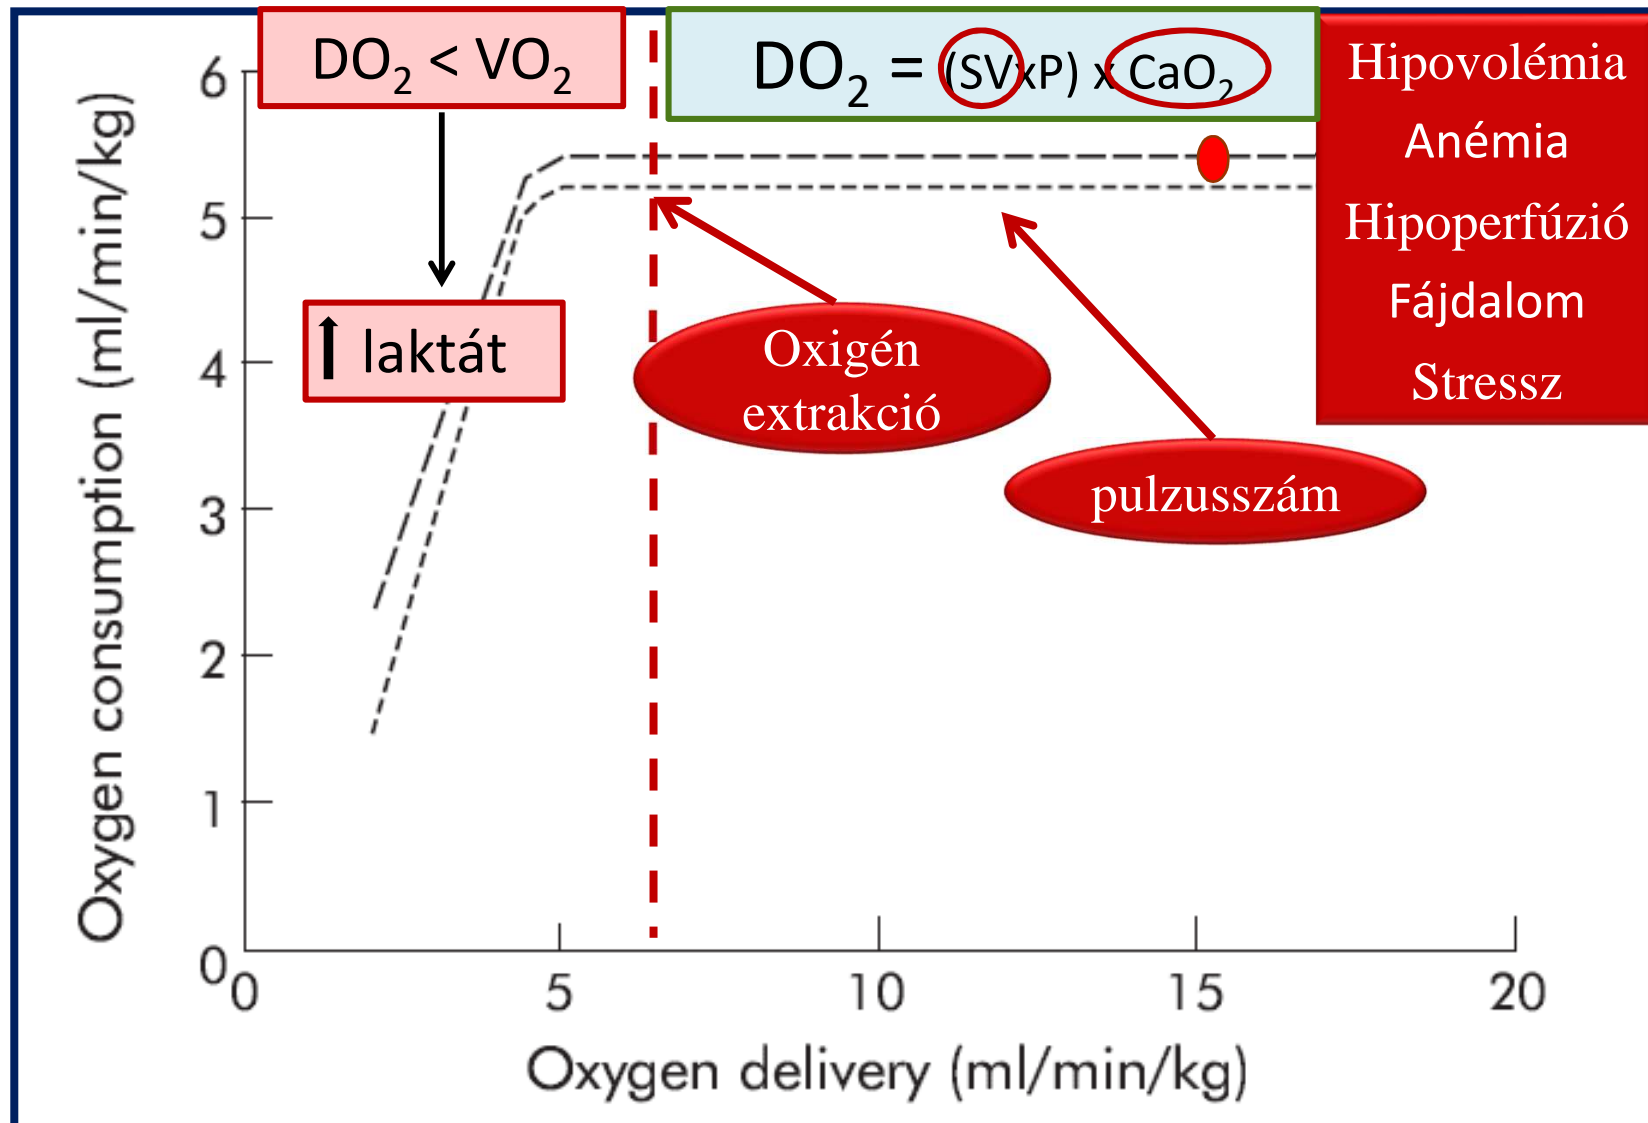 DO₂ < VO₂
DO₂ = (SVxP) x CaO₂
Hipovolémia
Anémia
Hipoperfúzió
Fájdalom
Stressz
laktát
Oxigén
extrakció
pulzusszám
Oxygen consumption (ml/min/kg)
6
5
4
3
2
1
0
0 5 10 15 20
Oxygen delivery (ml/min/kg)